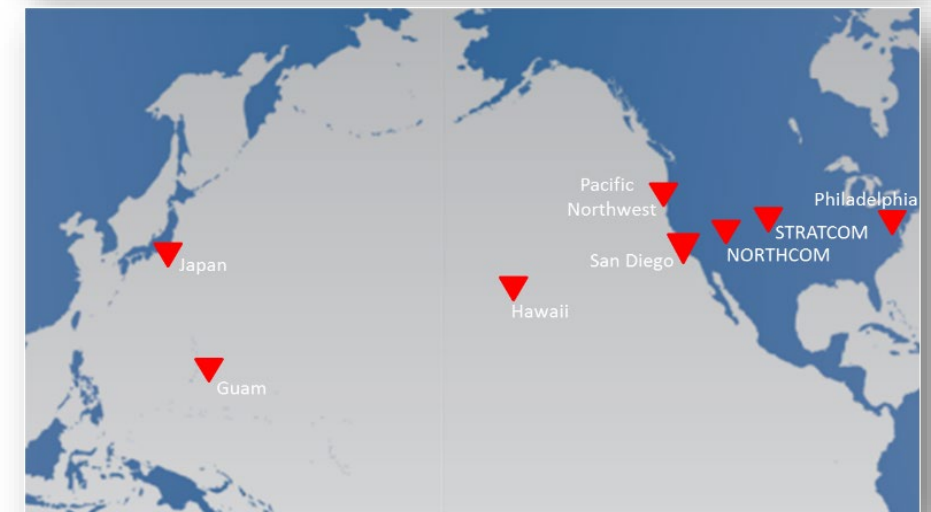 Pacific
Northwest
Philadelphia
STRATCOM
NORTHCOM
San Diego
Japan
Hawaii
Guam